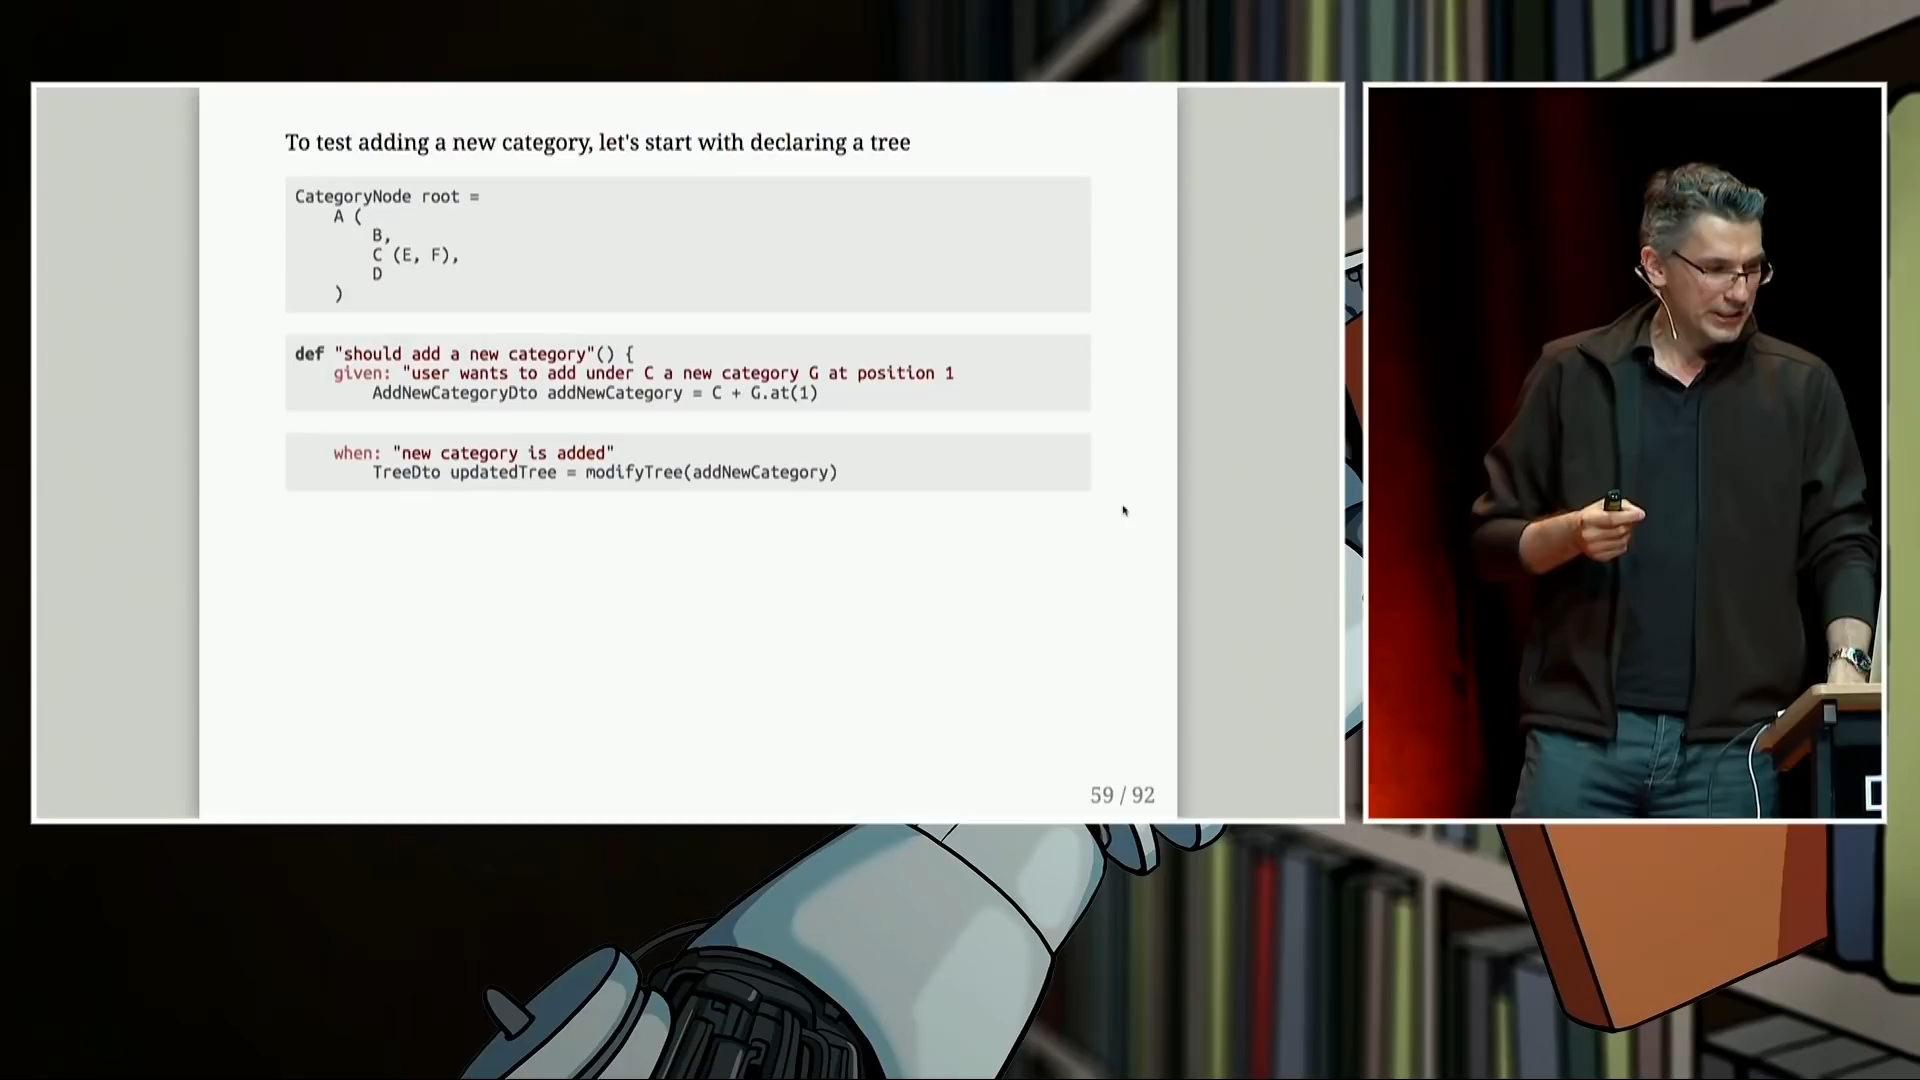 To test adding a new category, let's start with declaring a tree
CategoryNode root =
A (
B,
C (E, F),
D
)
def "should add a new category"() {
given: "user wants to add under C a new category G at position 1
AddNewCategoryDto addNewCategory = C + G.at(1)
when: "new category is added"
TreeDto updatedTree = modifyTree(addNewCategory)
59 / 92